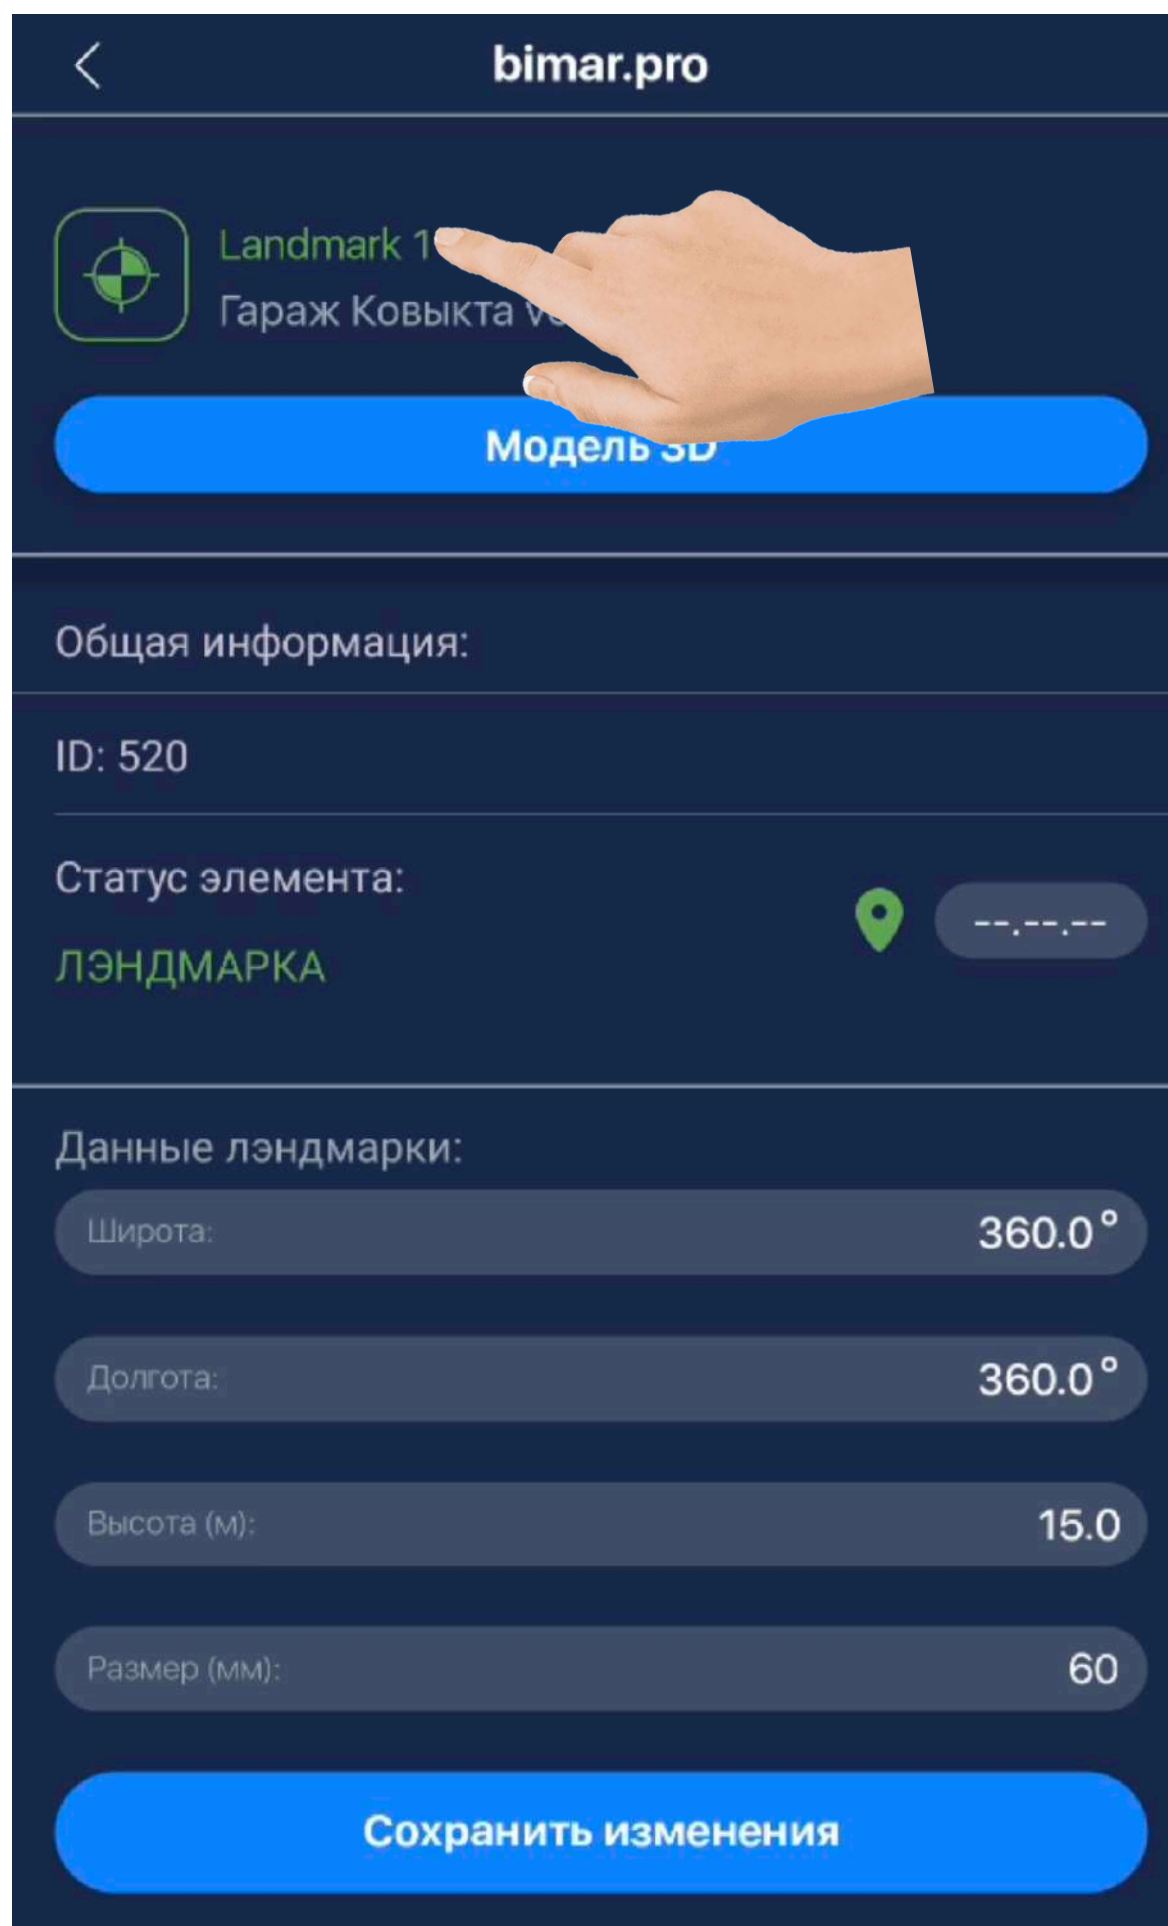 bimar.pro
Landmark 1
Гараж Ковыкта
Модель 3D
Общая информация:
ID: 520
Статус элемента:
--.--.--
ЛЭНДМАРКА
Данные лэндмарки:
Широта: 360.0°
Долгота: 360.0°
Высота (м): 15.0
Размер (мм): 60
Сохранить изменения